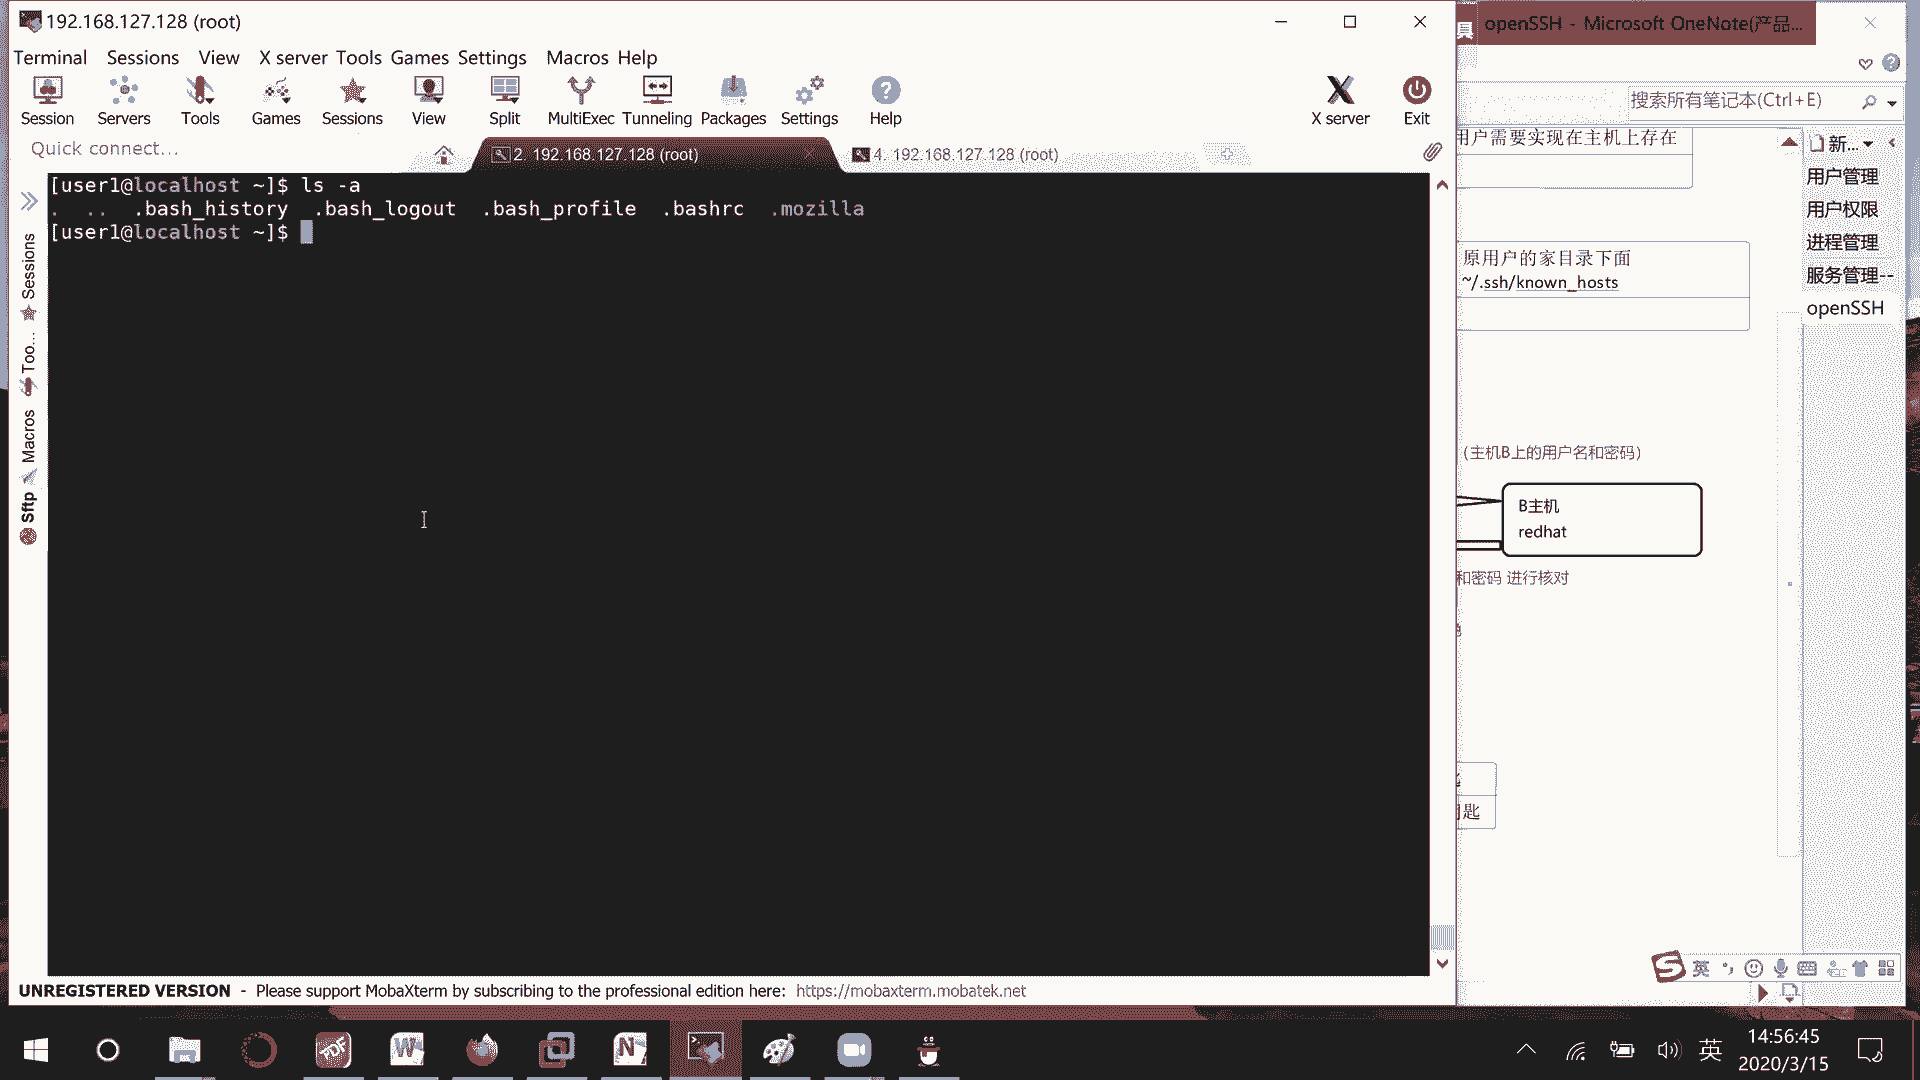 192.168.127.128 (root)
openSSH - Microsoft OneNote(产品...
Terminal Sessions View X server Tools Games Settings Macros Help
Session Servers Tools Games Sessions View Split MultiExec Tunneling Packages Settings Help X server Exit
搜索所有笔记本(Ctrl+E)
Quick connect...
2. 192.168.127.128 (root)
4. 192.168.127.128 (root)
[user1@localhost ~]$ ls -a
. .. .bash_history .bash_logout .bash_profile .bashrc .mozilla
[user1@localhost ~]$
Sessions
Too...
Macros
Sftp
用户需要实现在主机上存在
原用户的家目录下面
~/.ssh/known_hosts
(主机B上的用户名和密码)
B主机
redhat
和密码 进行核对
钥匙
新...
用户管理
用户权限
进程管理
服务管理--
openSSH
UNREGISTERED VERSION - Please support MobaXterm by subscribing to the professional edition here: https://mobaxterm.mobatek.net
英
PDF
W
N
英
14:56:45
2020/3/15